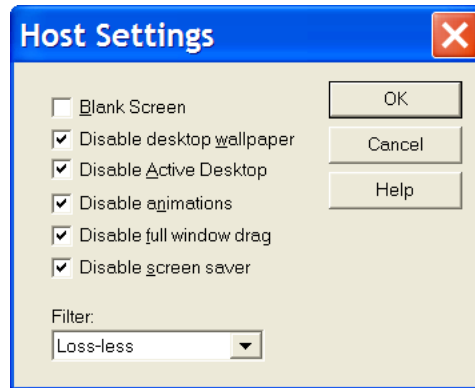 Host Settings
Blank Screen
Disable desktop wallpaper
Disable Active Desktop
Disable animations
Disable full window drag
Disable screen saver
Filter:
Loss-less
OK
Cancel
Help